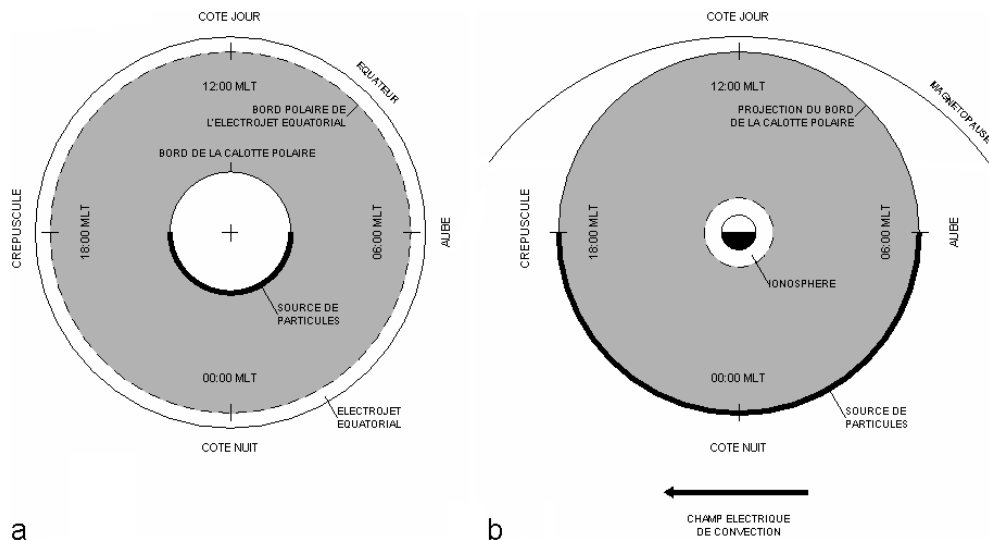 COTE JOUR
12:00 MLT
EQUATEUR
BORD POLAIRE DE
L'ELECTROJET EQUATORIAL
BORD DE LA CALOTTE POLAIRE
CREPUSCULE
18:00 MLT
06:00 MLT
AUBE
SOURCE DE
PARTICULES
00:00 MLT
ELECTROJET
EQUATORIAL
COTE NUIT
a
COTE JOUR
12:00 MLT
MAGNETOPAUSE
PROJECTION DU BORD
DE LA CALOTTE POLAIRE
CREPUSCULE
18:00 MLT
06:00 MLT
AUBE
IONOSPHERE
00:00 MLT
SOURCE DE
PARTICULES
COTE NUIT
CHAMP ELECTRIQUE
DE CONVECTION
b